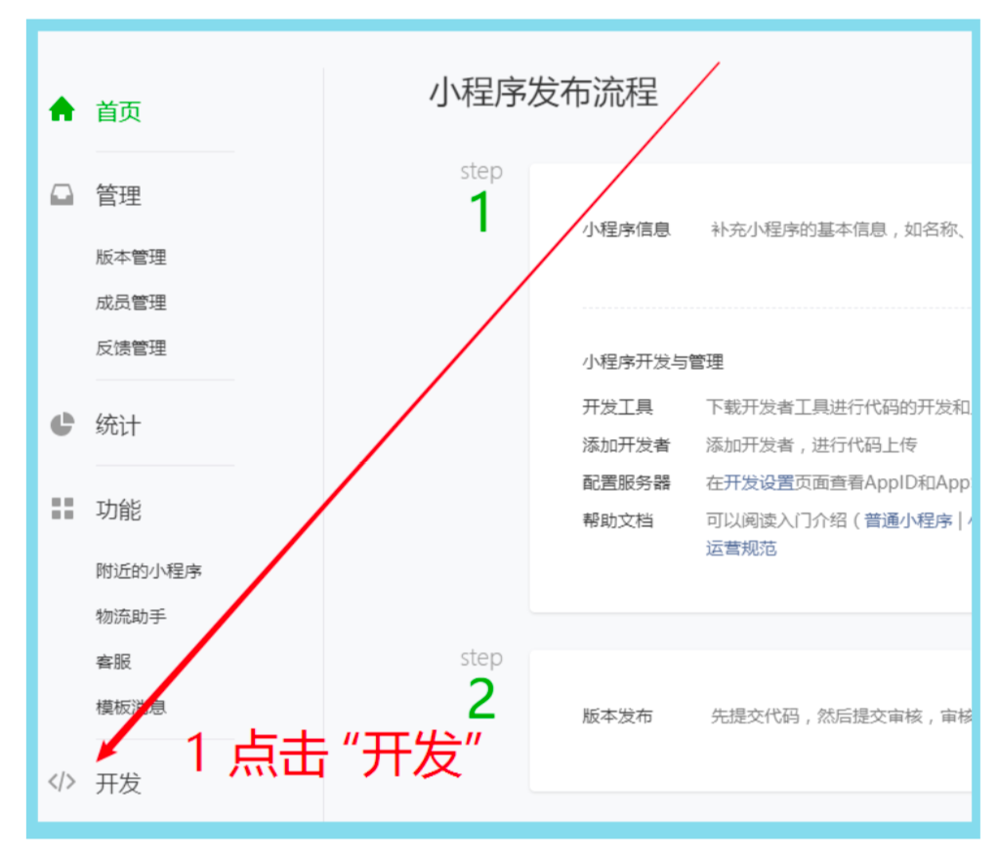 首页
管理
版本管理
成员管理
反馈管理
统计
功能
附近的小程序
物流助手
客服
模板消息
</> 开发
小程序发布流程
step
1
小程序信息 补充小程序的基本信息，如名称、
小程序开发与管理
开发工具 下载开发者工具进行代码的开发和
添加开发者 添加开发者，进行代码上传
配置服务器 在开发设置页面查看AppID和App
帮助文档 可以阅读入门介绍（普通小程序 |
运营规范
step
2
版本发布 先提交代码，然后提交审核，审核
1 点击 “开发”